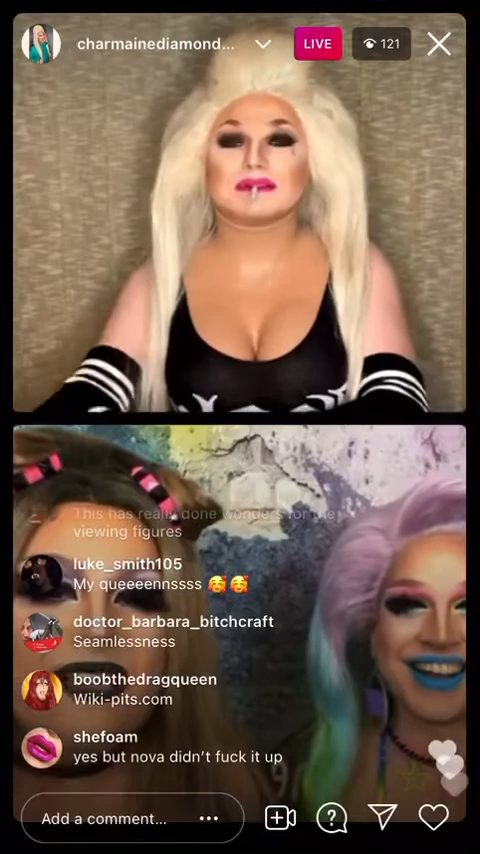 charmainediamond...
LIVE
121
This has really done wonders for the
viewing figures
luke_smith105
My queeeennssss 🥰🥰
doctor_barbara_bitchcraft
Seamlessness
boobthedragqueen
Wiki-pits.com
shefoam
yes but nova didn't fuck it up
Add a comment...